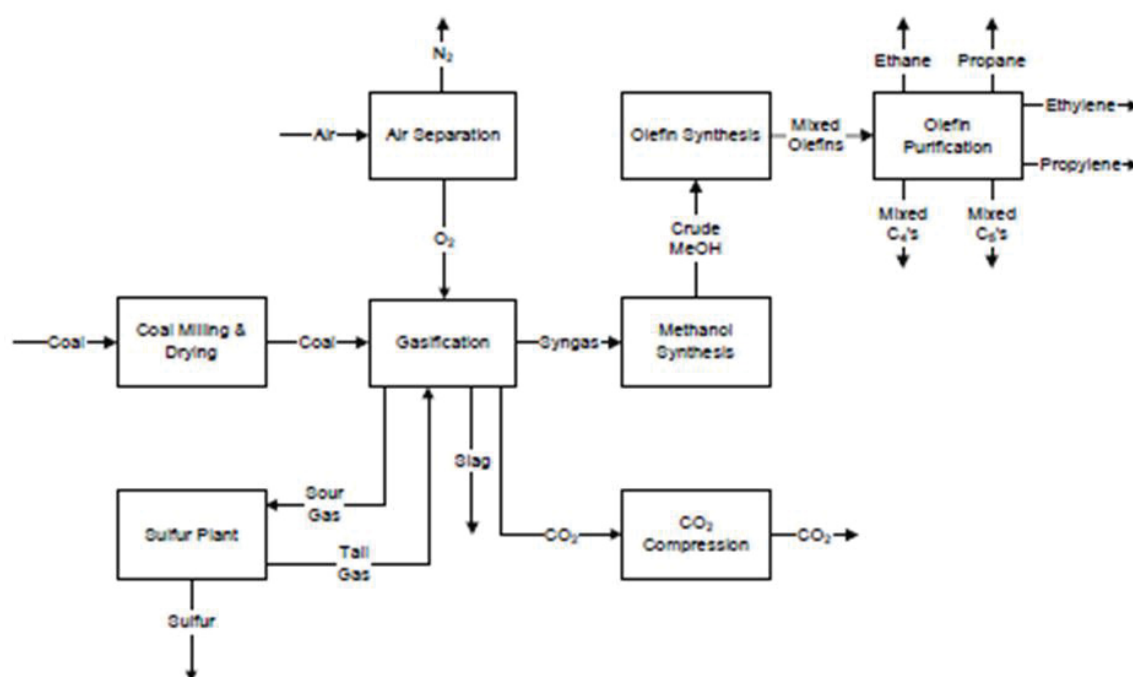 N₂
Ethane
Propane
Air
Air Separation
Olefin Synthesis
Mixed
Olefins
Olefin
Purification
Ethylene
Propylene
O₂
Crude
MeOH
Mixed
C₄'s
Mixed
C₅'s
Coal
Coal Milling &
Drying
Coal
Gasification
Syngas
Methanol
Synthesis
Slag
Sour
Gas
Sulfur Plant
Tail
Gas
CO₂
CO₂
Compression
CO₂
Sulfur